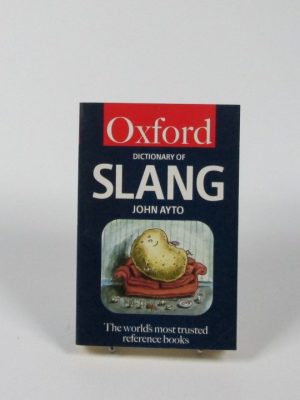 Oxford
DICTIONARY OF
SLANG
JOHN AYTO
The world's most trusted
reference books